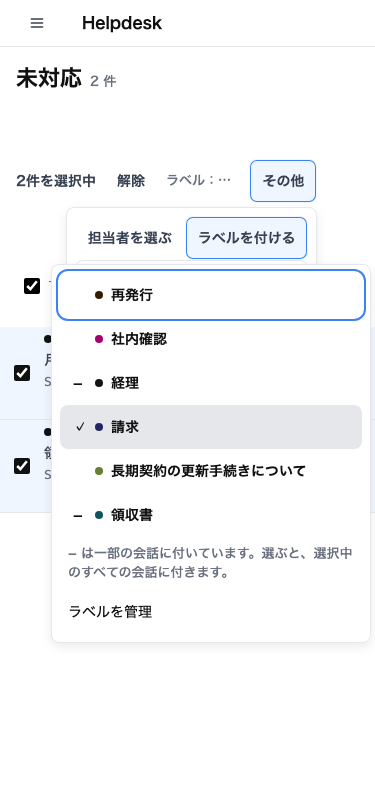 Helpdesk
未対応 2 件
2件を選択中 解除 ラベル：… その他
担当者を選ぶ ラベルを付ける
再発行
社内確認
– 経理
✓ 請求
長期契約の更新手続きについて
– 領収書
– は一部の会話に付いています。選ぶと、選択中
のすべての会話に付きます。
ラベルを管理